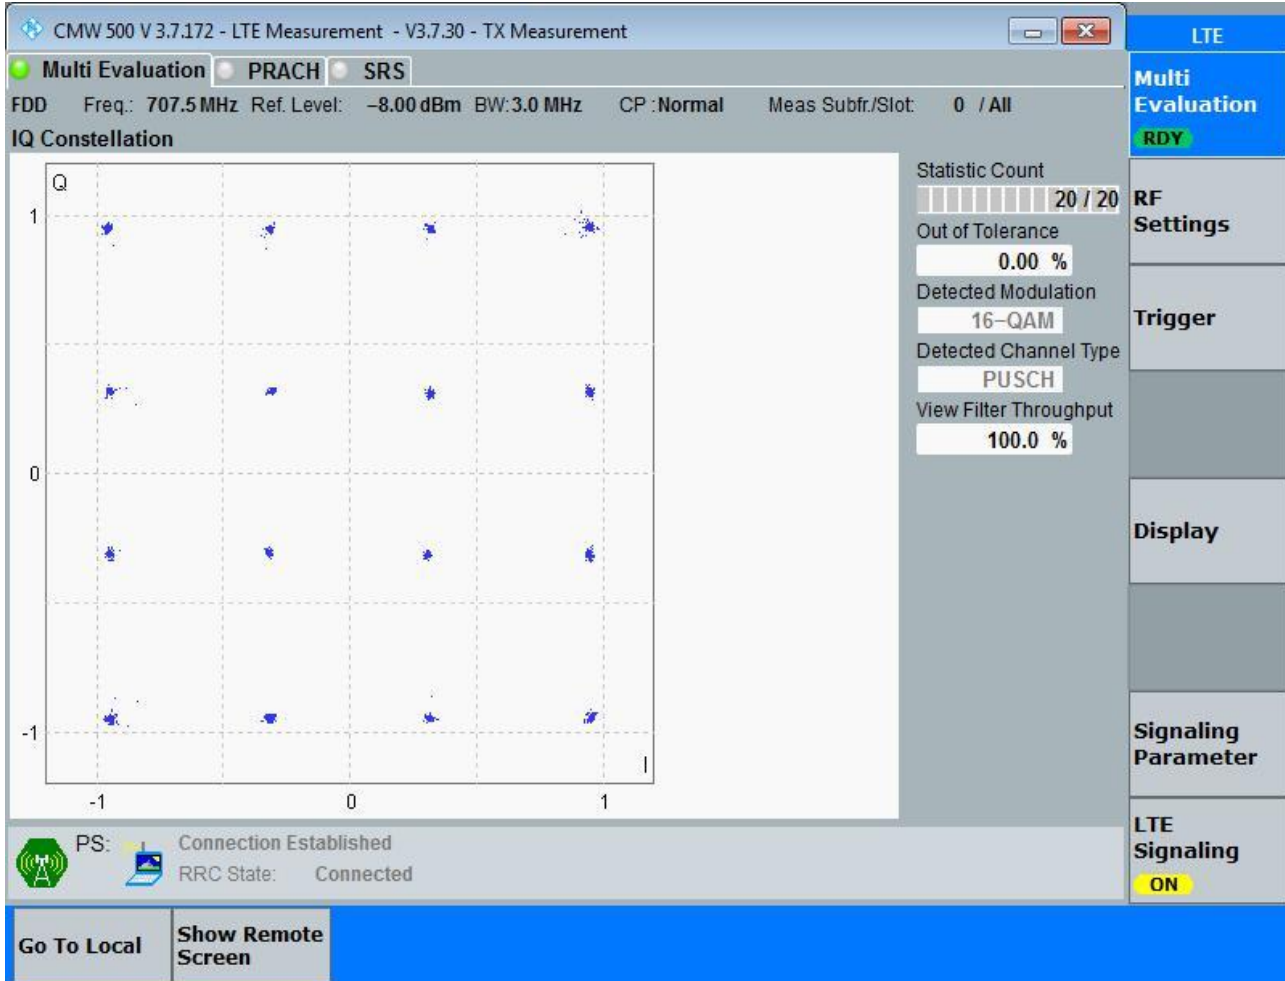 CMW 500 V 3.7.172 - LTE Measurement - V3.7.30 - TX Measurement
LTE
Multi Evaluation PRACH SRS
FDD Freq.: 707.5 MHz Ref. Level: −8.00 dBm BW: 3.0 MHz CP : Normal Meas Subfr./Slot: 0 / All
IQ Constellation
Q
1
0
-1
I
-1 0 1
Statistic Count
20 / 20
Out of Tolerance
0.00 %
Detected Modulation
16−QAM
Detected Channel Type
PUSCH
View Filter Throughput
100.0 %
Multi
Evaluation
RDY
RF
Settings
Trigger
Display
Signaling
Parameter
LTE
Signaling
ON
PS: Connection Established
RRC State: Connected
Go To Local
Show Remote
Screen